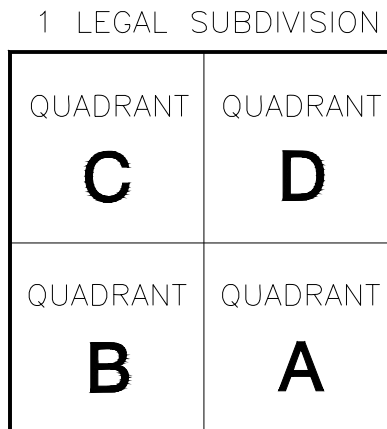 1 LEGAL SUBDIVISION
QUADRANT QUADRANT
C D
QUADRANT QUADRANT
B A